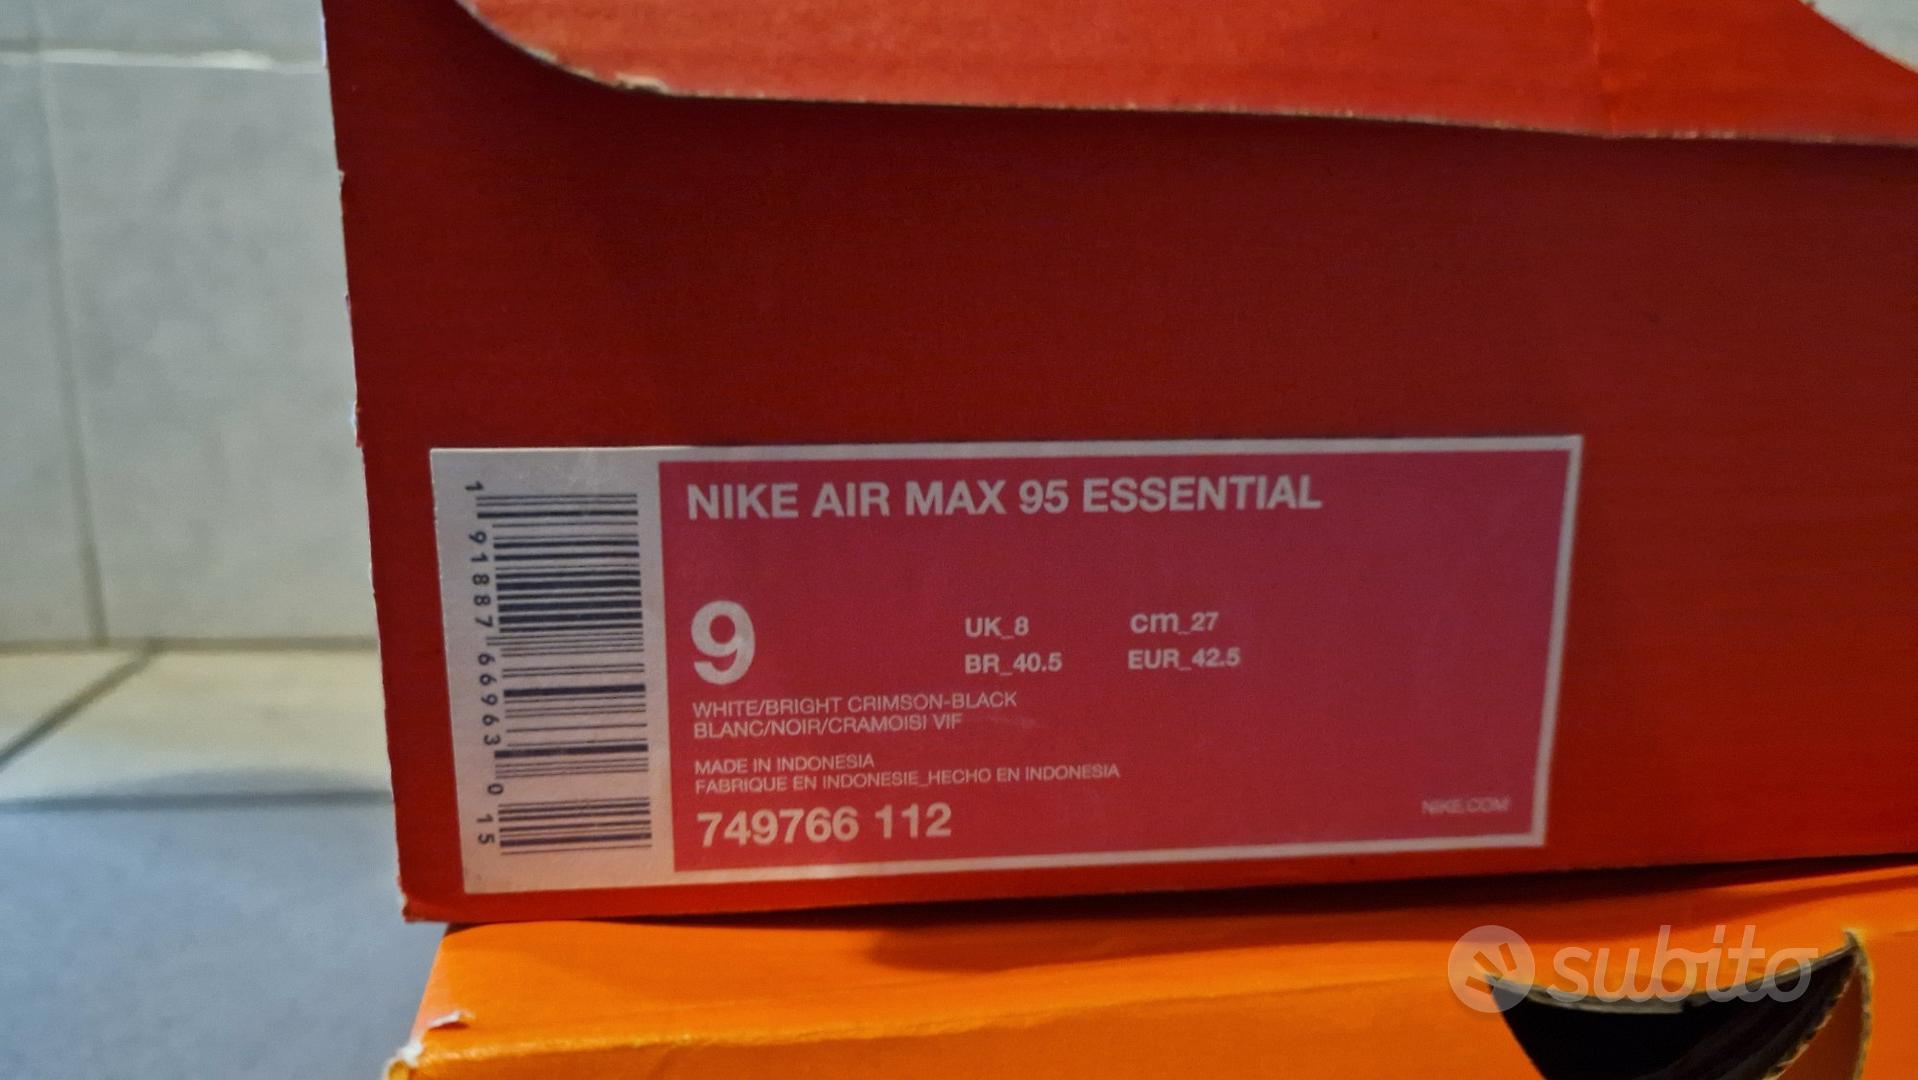 NIKE AIR MAX 95 ESSENTIAL
9
UK_8
cm_27
BR_40.5
EUR_42.5
WHITE/BRIGHT CRIMSON-BLACK
BLANC/NOIR/CRAMOISI VIF
MADE IN INDONESIA
FABRIQUE EN INDONESIE_HECHO EN INDONESIA
749766 112
NIKE.COM
1 91887 66963 0 15
subito